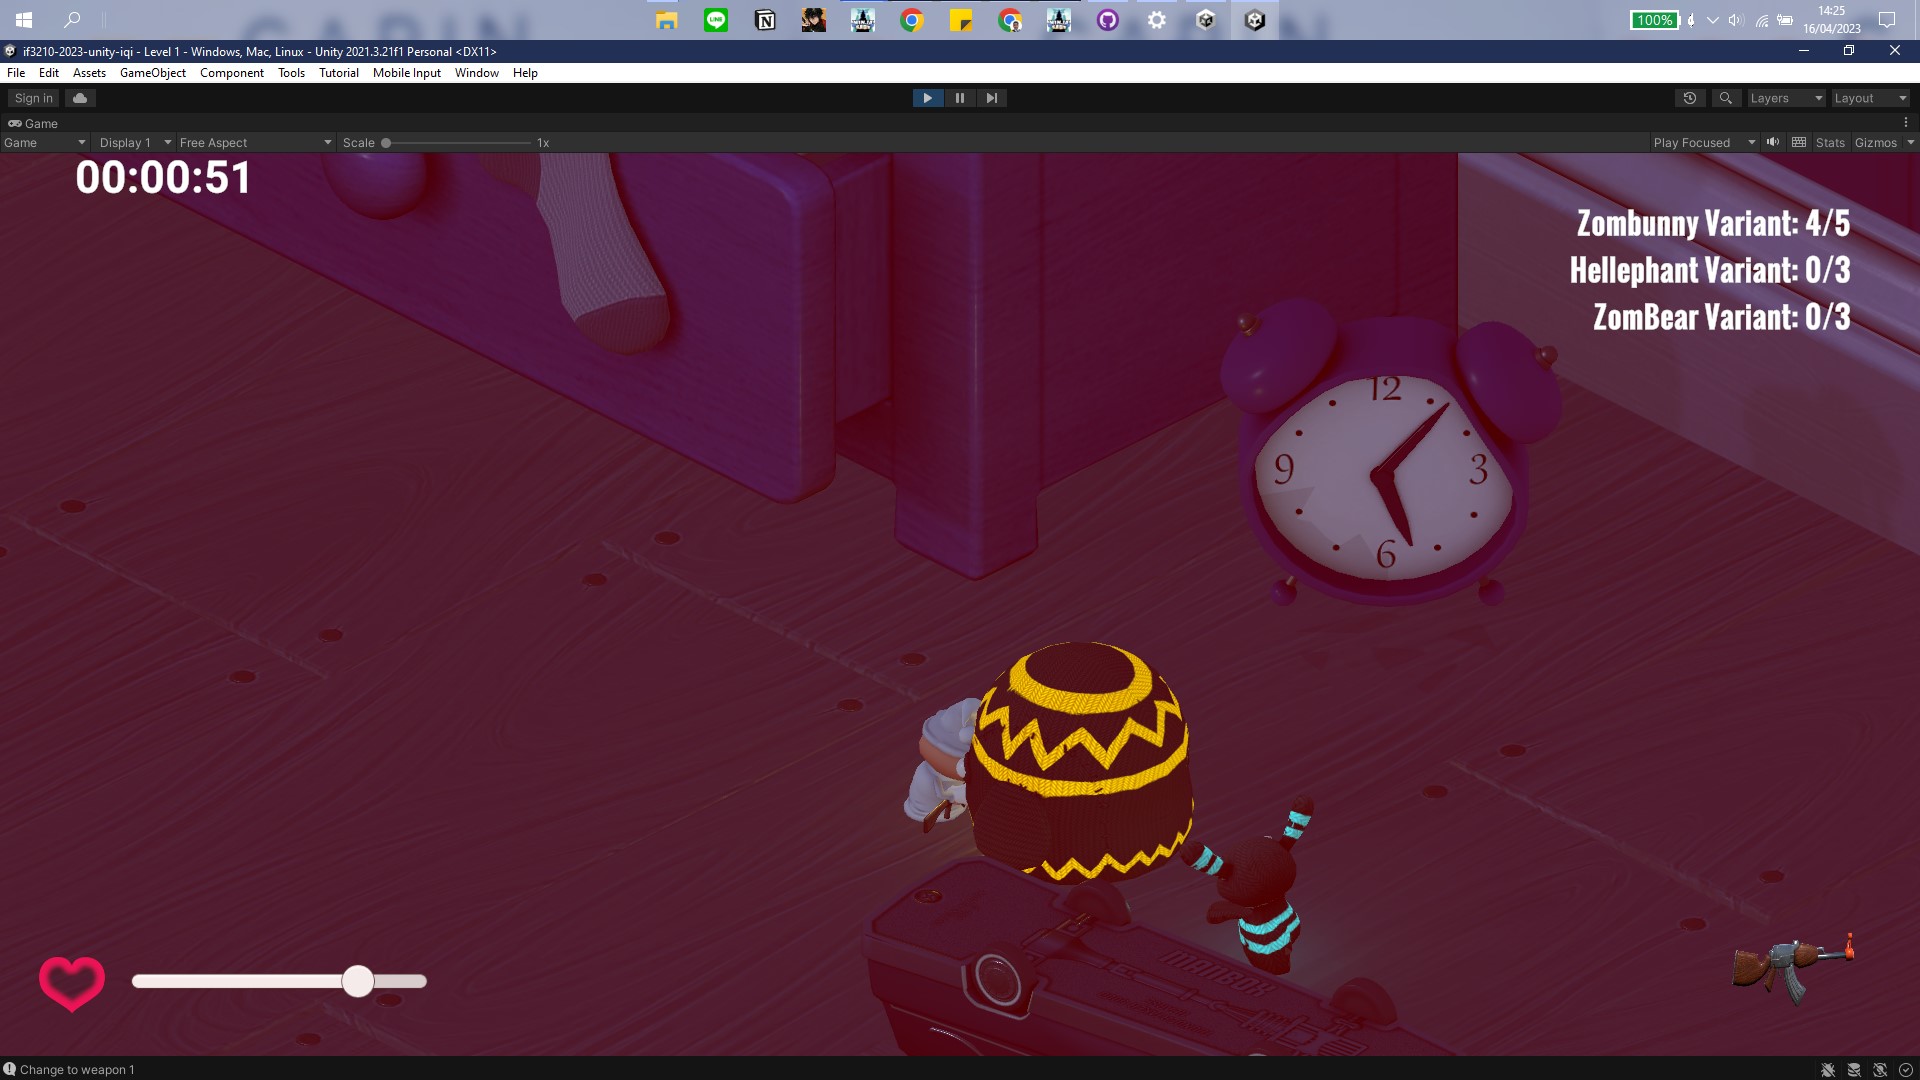 100%
14:25
16/04/2023
if3210-2023-unity-iqi - Level 1 - Windows, Mac, Linux - Unity 2021.3.21f1 Personal <DX11>
File Edit Assets GameObject Component Tools Tutorial Mobile Input Window Help
Sign in Layers Layout
Game
Game Display 1 Free Aspect Scale 1x Play Focused Stats Gizmos
00:00:51
Zombunny Variant: 4/5
Hellephant Variant: 0/3
ZomBear Variant: 0/3
12
9 3
6
MAMBOX
Change to weapon 1